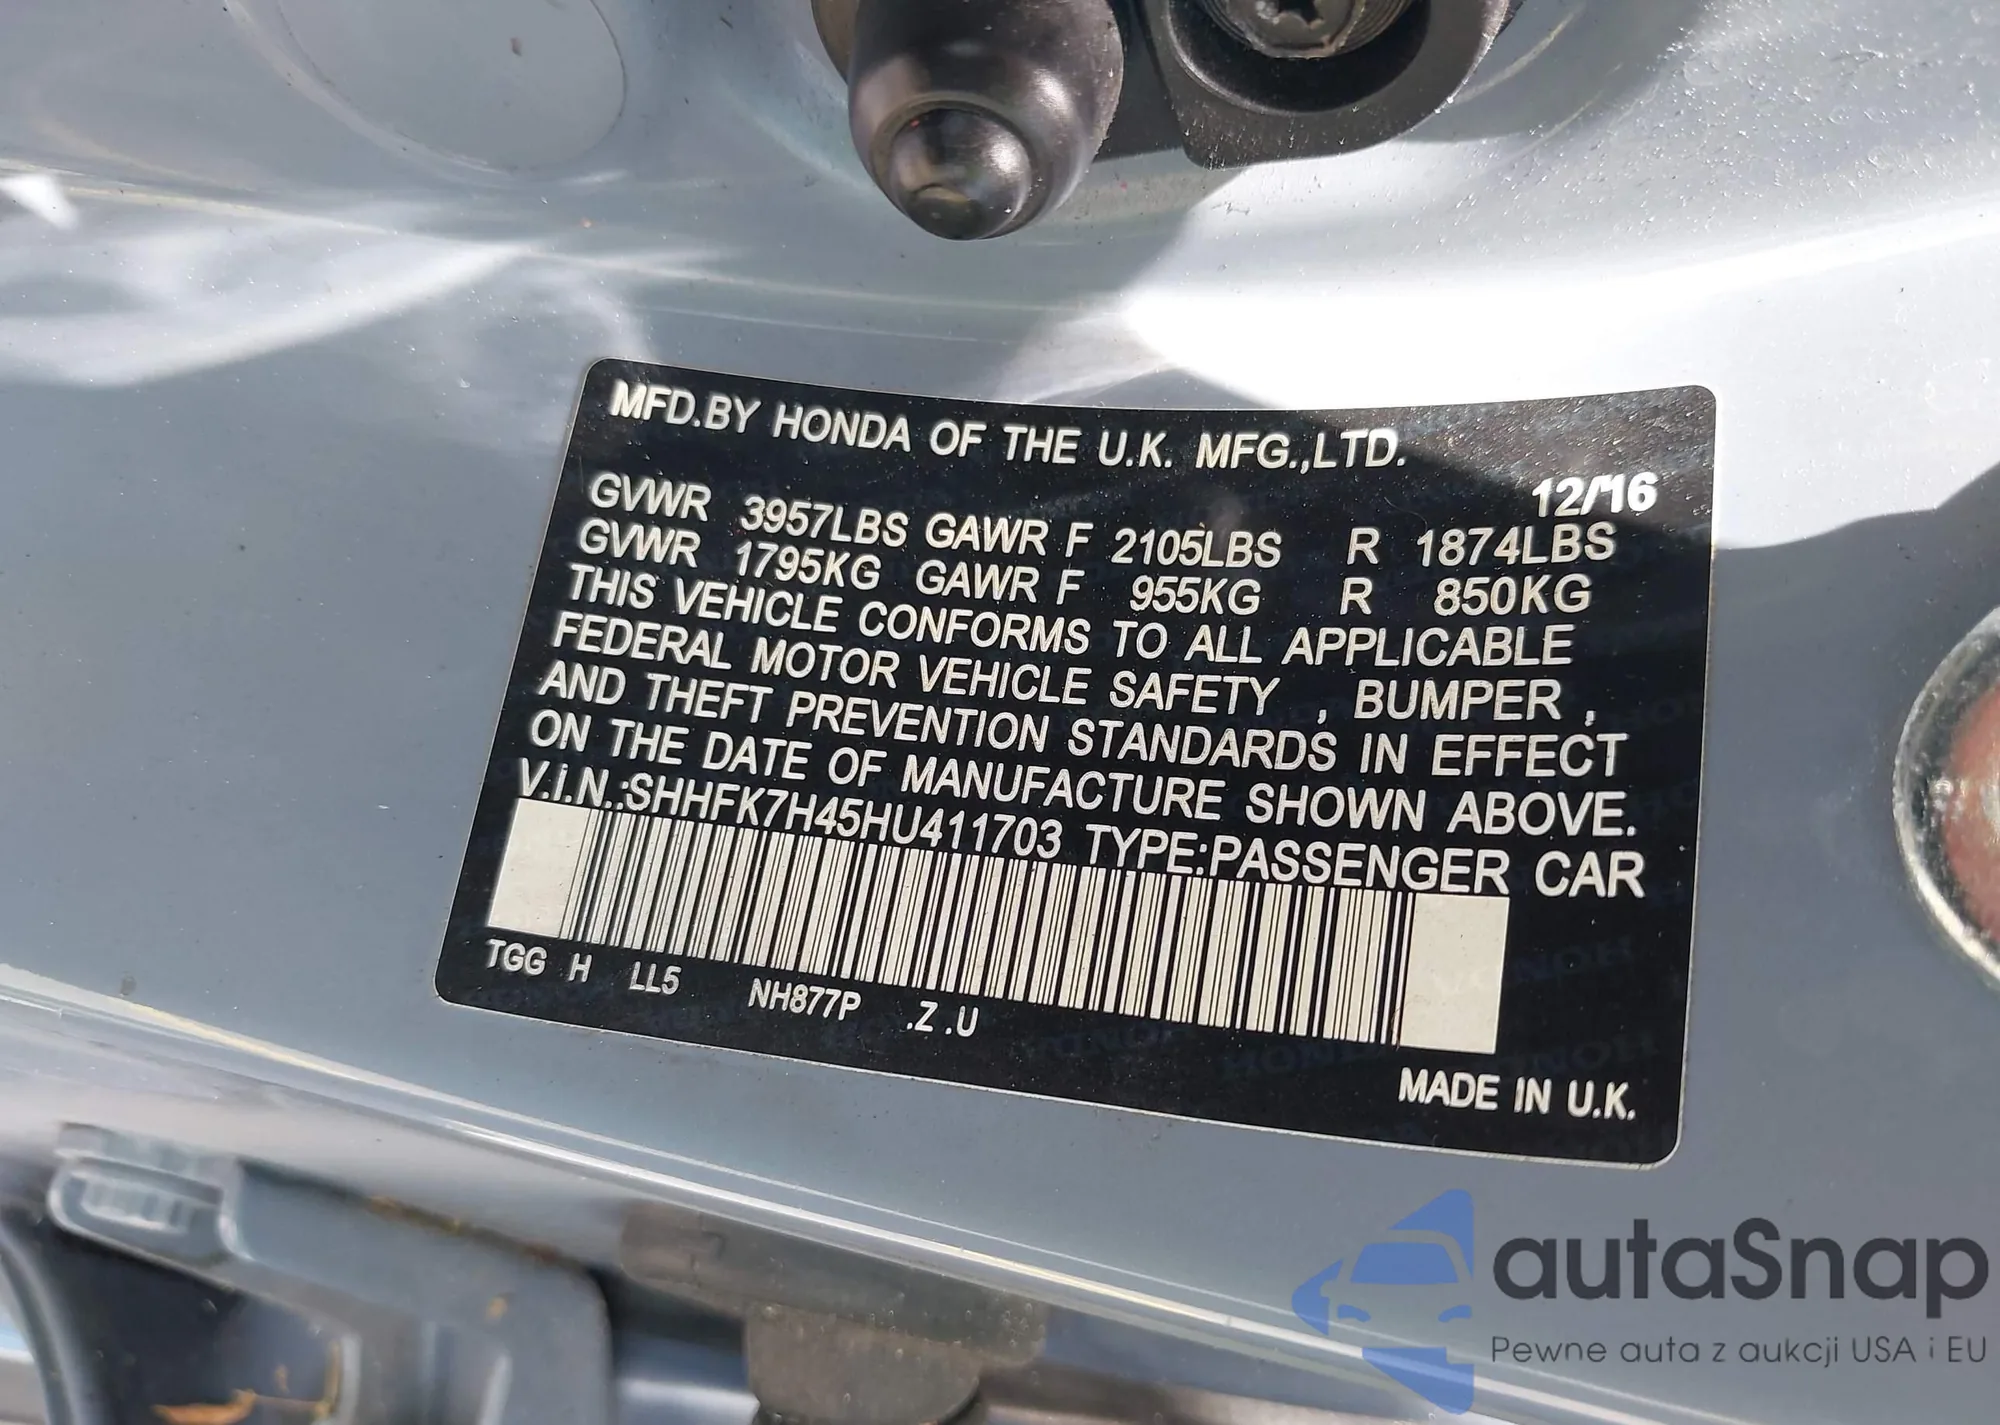 MFD.BY HONDA OF THE U.K. MFG.,LTD.
12/16
GVWR 3957LBS GAWR F 2105LBS R 1874LBS
GVWR 1795KG GAWR F 955KG R 850KG
THIS VEHICLE CONFORMS TO ALL APPLICABLE
FEDERAL MOTOR VEHICLE SAFETY , BUMPER ,
AND THEFT PREVENTION STANDARDS IN EFFECT
ON THE DATE OF MANUFACTURE SHOWN ABOVE.
V.i.N.:SHHFK7H45HU411703 TYPE:PASSENGER CAR
TGG H LL5 NH877P .Z .U
MADE IN U.K.
autaSnap
Pewne auta z aukcji USA i EU